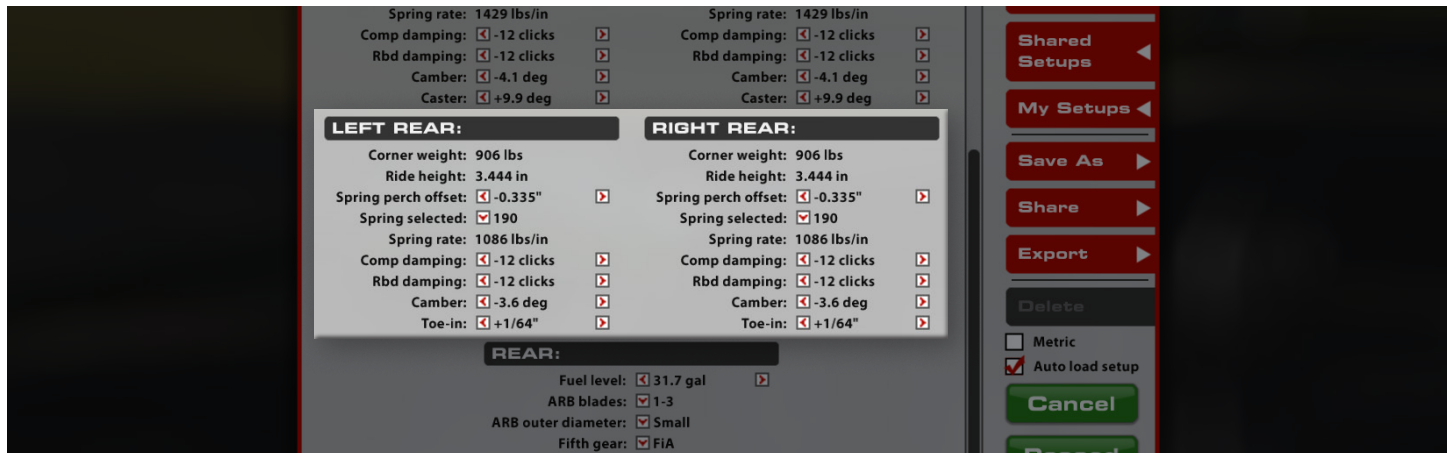 Spring rate: 1429 lbs/in
Comp damping: -12 clicks
Rbd damping: -12 clicks
Camber: -4.1 deg
Caster: +9.9 deg
Spring rate: 1429 lbs/in
Comp damping: -12 clicks
Rbd damping: -12 clicks
Camber: -4.1 deg
Caster: +9.9 deg
LEFT REAR:
Corner weight: 906 lbs
Ride height: 3.444 in
Spring perch offset: -0.335"
Spring selected: 190
Spring rate: 1086 lbs/in
Comp damping: -12 clicks
Rbd damping: -12 clicks
Camber: -3.6 deg
Toe-in: +1/64"
RIGHT REAR:
Corner weight: 906 lbs
Ride height: 3.444 in
Spring perch offset: -0.335"
Spring selected: 190
Spring rate: 1086 lbs/in
Comp damping: -12 clicks
Rbd damping: -12 clicks
Camber: -3.6 deg
Toe-in: +1/64"
REAR:
Fuel level: 31.7 gal
ARB blades: 1-3
ARB outer diameter: Small
Fifth gear: FiA
Shared
Setups
My Setups
Save As
Share
Export
Delete
Metric
Auto load setup
Cancel